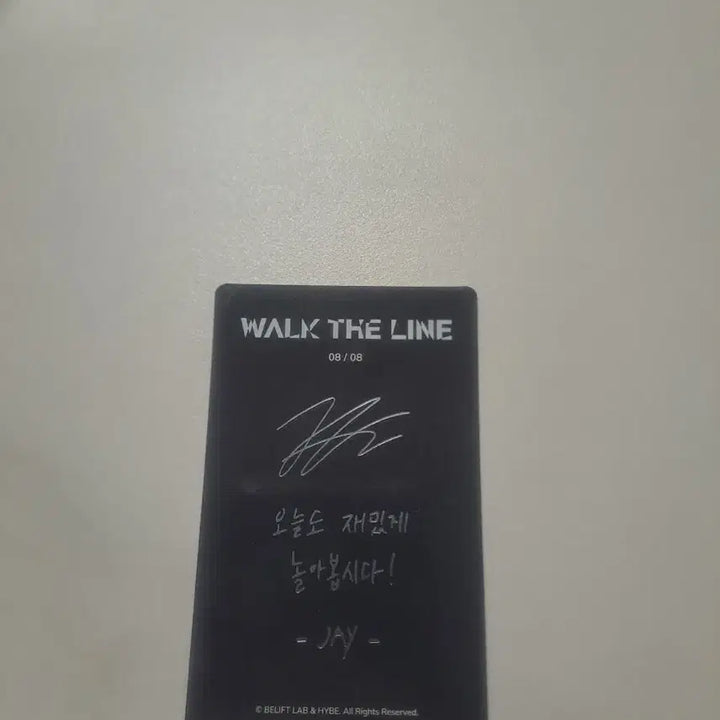 WALK THE LINE
08 / 08
오늘도 재밌게
놀아봅시다!
- JAY -
© BELIFT LAB & HYBE. All Rights Reserved.